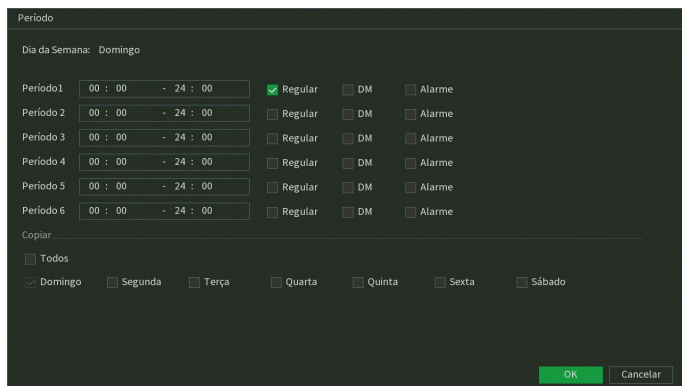 Período
Dia da Semana: Domingo
Período1 00 : 00 - 24 : 00 Regular DM Alarme
Período 2 00 : 00 - 24 : 00 Regular DM Alarme
Período 3 00 : 00 - 24 : 00 Regular DM Alarme
Período 4 00 : 00 - 24 : 00 Regular DM Alarme
Período 5 00 : 00 - 24 : 00 Regular DM Alarme
Período 6 00 : 00 - 24 : 00 Regular DM Alarme
Copiar
Todos
Domingo Segunda Terça Quarta Quinta Sexta Sábado
OK Cancelar